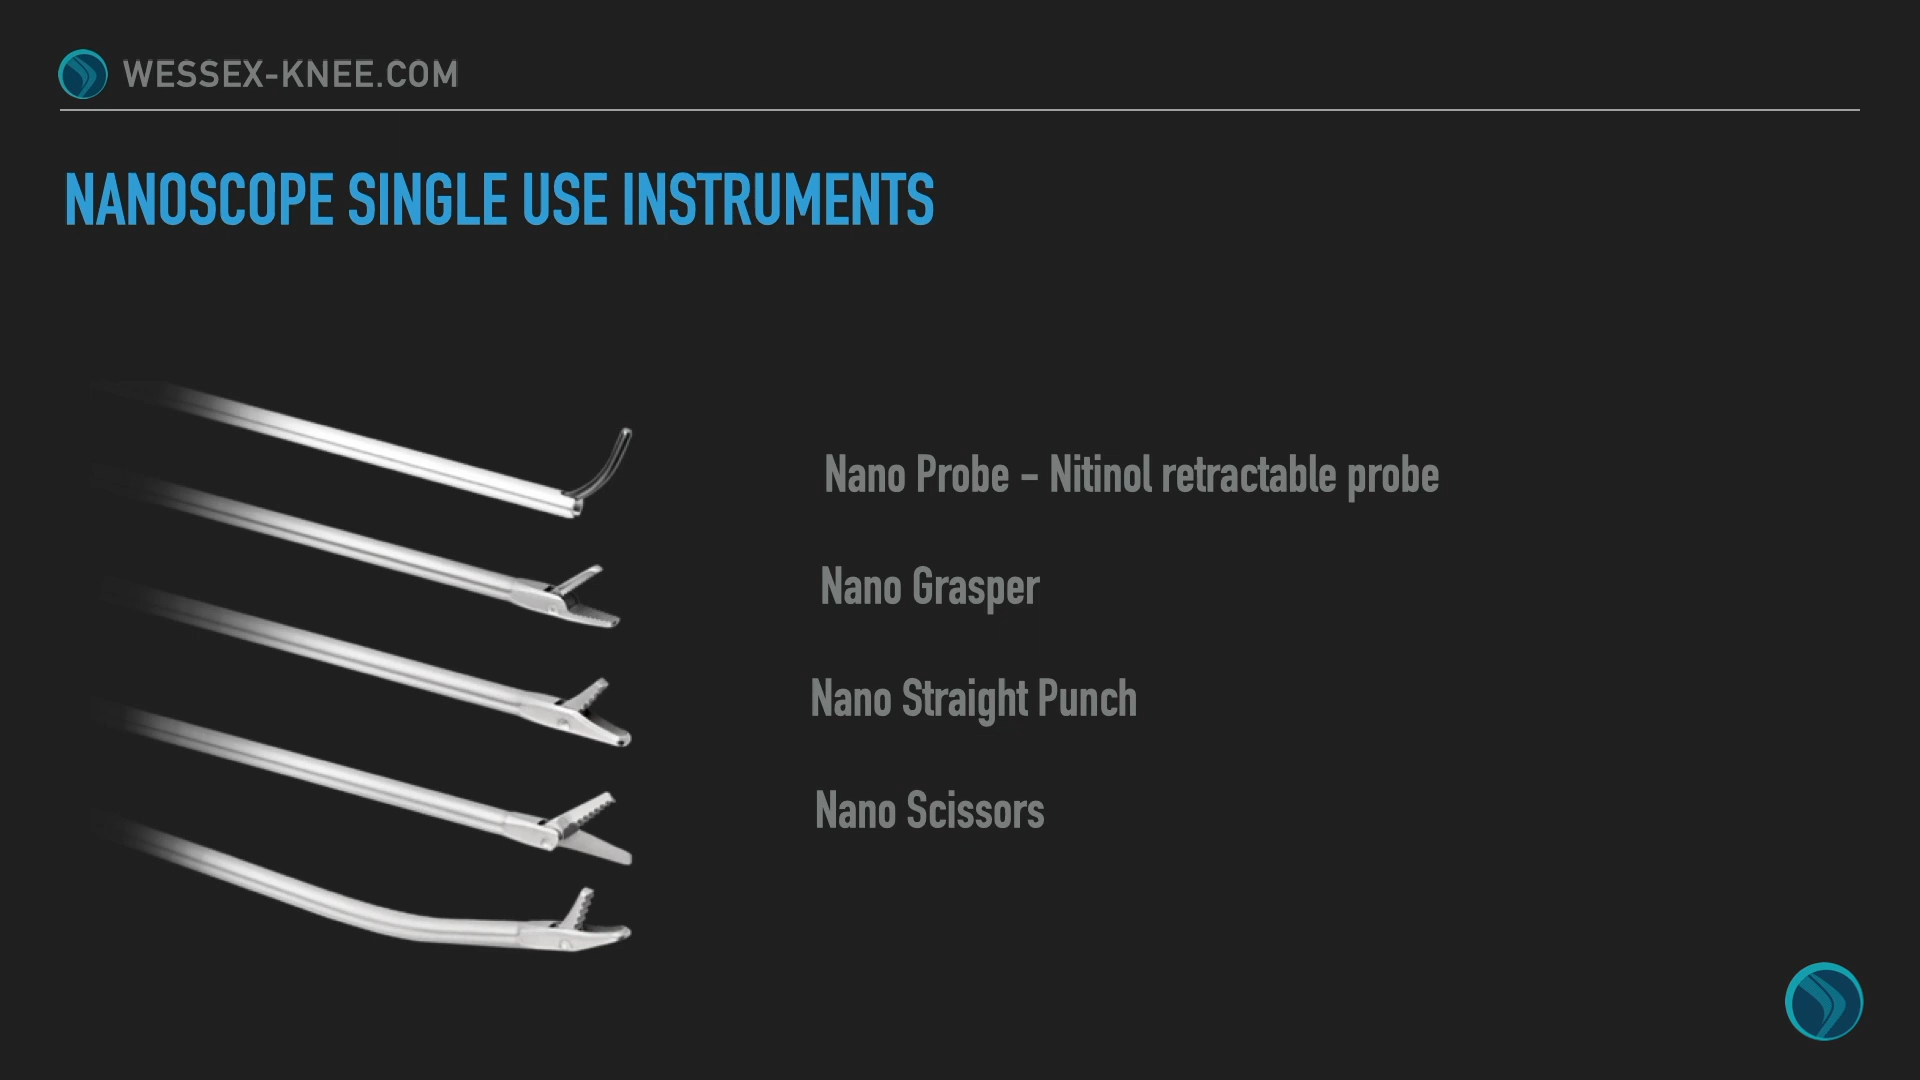 WESSEX-KNEE.COM
NANOSCOPE SINGLE USE INSTRUMENTS
Nano Probe – Nitinol retractable probe
Nano Grasper
Nano Straight Punch
Nano Scissors